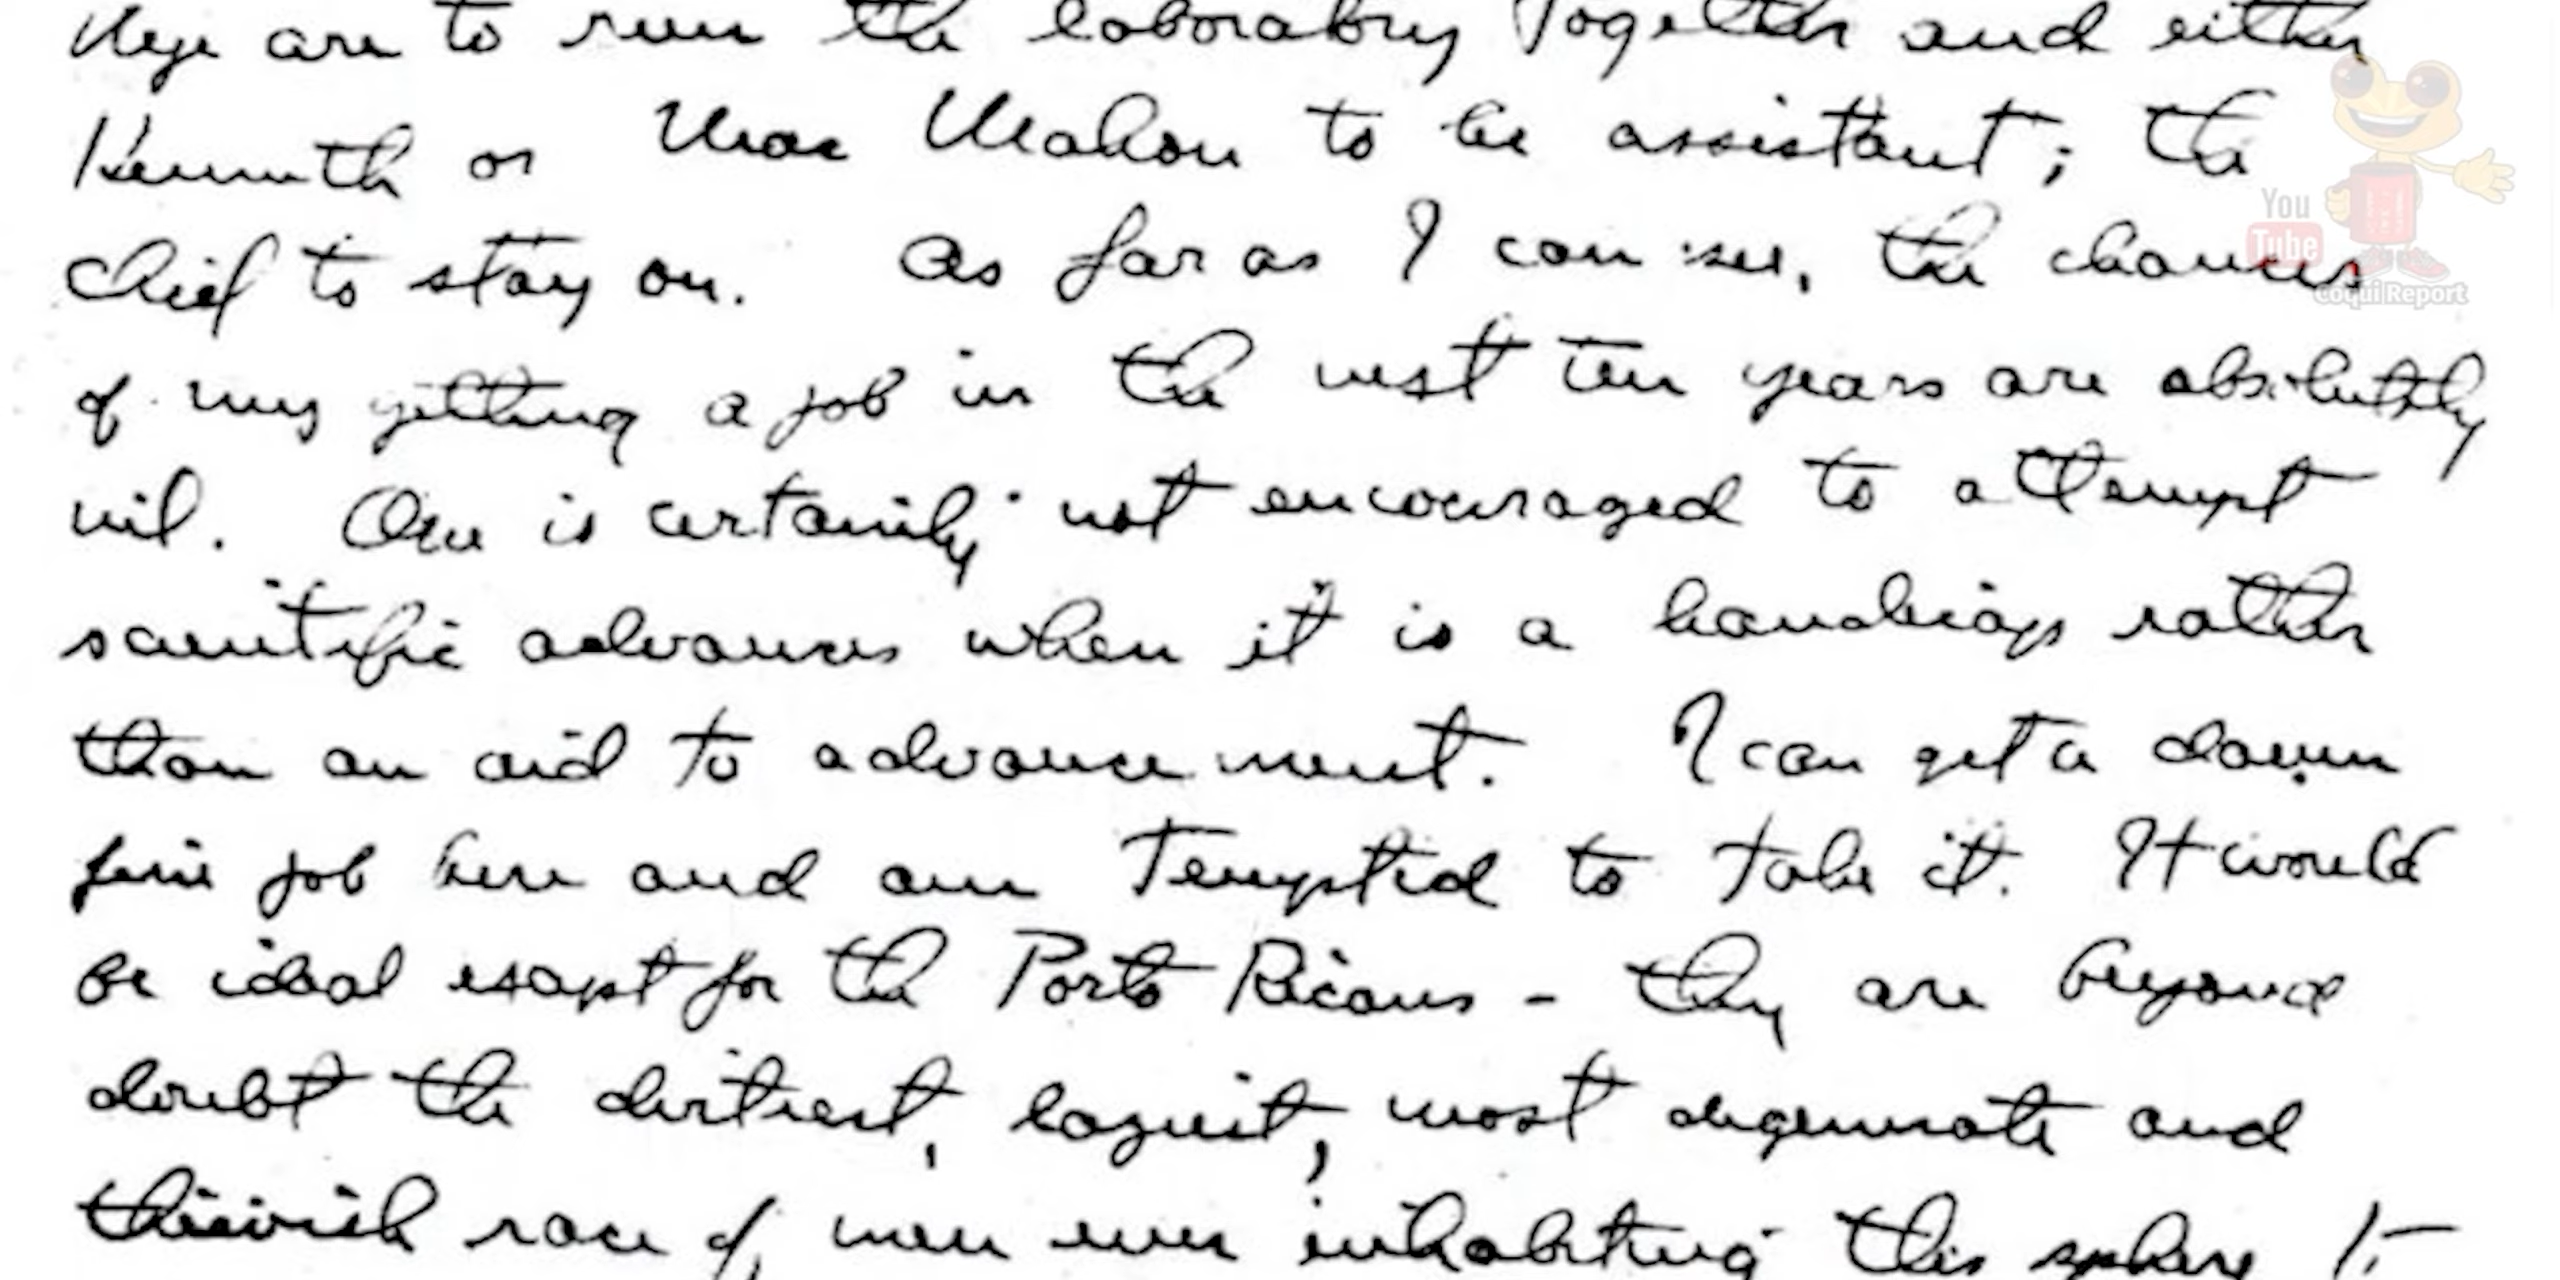 Nye are to run the laboratory together and either
Kenneth or Mac Mahon to be assistant; the
chief to stay on. As far as I can see, the chances
of my getting a job in the next ten years are absolutely
nil. One is certainly not encouraged to attempt
scientific advances when it is a handicap rather
than an aid to advancement. I can get a damn
fine job here and am tempted to take it. It would
be ideal except for the Porto Ricans - they are beyond
doubt the dirtiest, laziest, most degenerate and
thievish race of men ever inhabiting this sphere. It
You
Tube
Coqui Report